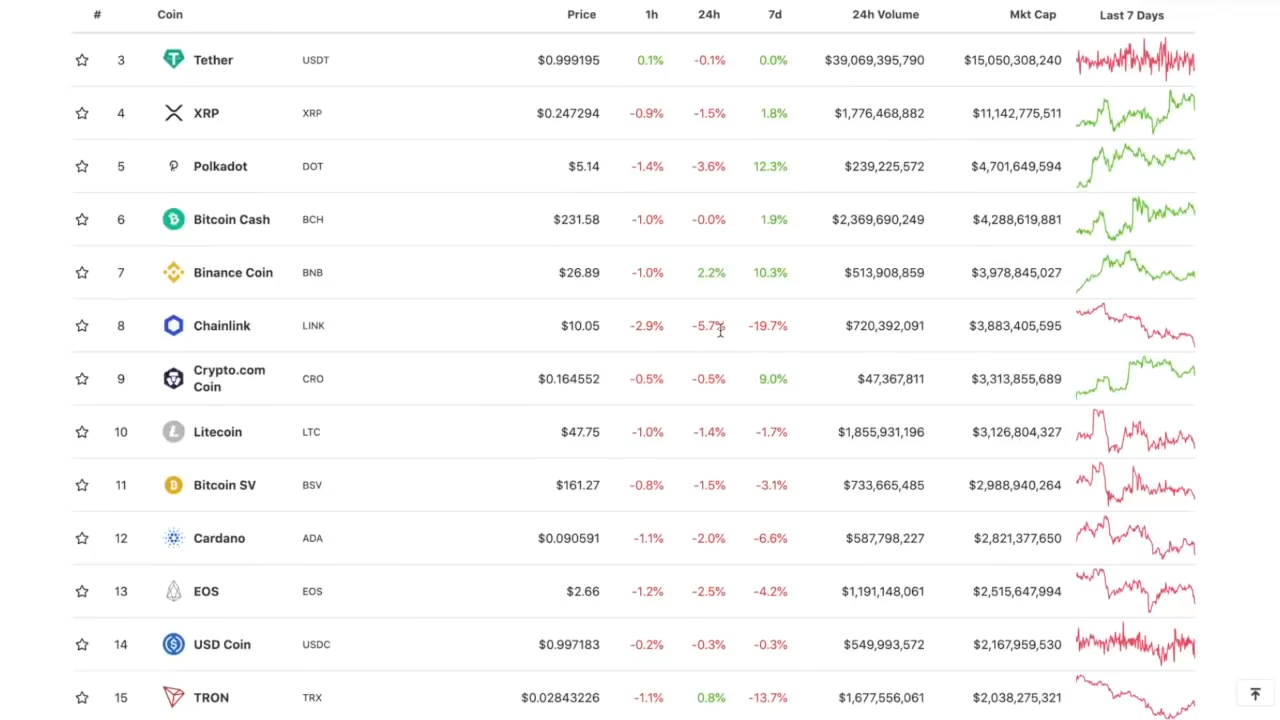 # Coin Price 1h 24h 7d 24h Volume Mkt Cap Last 7 Days
3 Tether USDT $0.999195 0.1% -0.1% 0.0% $39,069,395,790 $15,050,308,240
4 XRP XRP $0.247294 -0.9% -1.5% 1.8% $1,776,468,882 $11,142,775,511
5 Polkadot DOT $5.14 -1.4% -3.6% 12.3% $239,225,572 $4,701,649,594
6 Bitcoin Cash BCH $231.58 -1.0% -0.0% 1.9% $2,369,690,249 $4,288,619,881
7 Binance Coin BNB $26.89 -1.0% 2.2% 10.3% $513,908,859 $3,978,845,027
8 Chainlink LINK $10.05 -2.9% -5.7% -19.7% $720,392,091 $3,883,405,595
9 Crypto.com Coin CRO $0.164552 -0.5% -0.5% 9.0% $47,367,811 $3,313,855,689
10 Litecoin LTC $47.75 -1.0% -1.4% -1.7% $1,855,931,196 $3,126,804,327
11 Bitcoin SV BSV $161.27 -0.8% -1.5% -3.1% $733,665,485 $2,988,940,264
12 Cardano ADA $0.090591 -1.1% -2.0% -6.6% $587,798,227 $2,821,377,650
13 EOS EOS $2.66 -1.2% -2.5% -4.2% $1,191,148,061 $2,515,647,994
14 USD Coin USDC $0.997183 -0.2% -0.3% -0.3% $549,993,572 $2,167,959,530
15 TRON TRX $0.02843226 -1.1% 0.8% -13.7% $1,677,556,061 $2,038,275,321